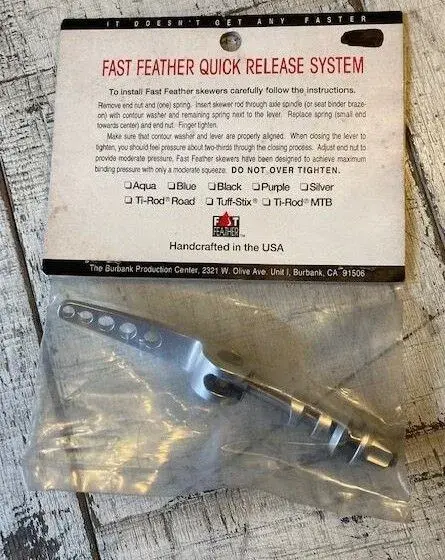 IT DOESN'T GET ANY FASTER
FAST FEATHER QUICK RELEASE SYSTEM
To install Fast Feather skewers carefully follow the instructions.
Remove end nut and (one) spring. Insert skewer rod through axle spindle (or seat binder braze-
on) with contour washer and remaining spring next to the lever. Replace spring (small end
towards center) and end nut. Finger tighten.
Make sure that contour washer and lever are properly aligned. When closing the lever to
tighten, you should feel pressure about two-thirds through the closing process. Adjust end nut to
provide moderate pressure, Fast Feather skewers have been designed to achieve maximum
binding pressure with only a moderate squeeze. DO NOT OVER TIGHTEN.
❏ Aqua ❏ Blue ❏ Black ❏ Purple ❏ Silver
❏ Ti-Rod® Road ❏ Tuff-Stix® ❏ Ti-Rod® MTB
FAST
FEATHER™
Handcrafted in the USA
The Burbank Production Center, 2321 W. Olive Ave. Unit I, Burbank, CA 91506